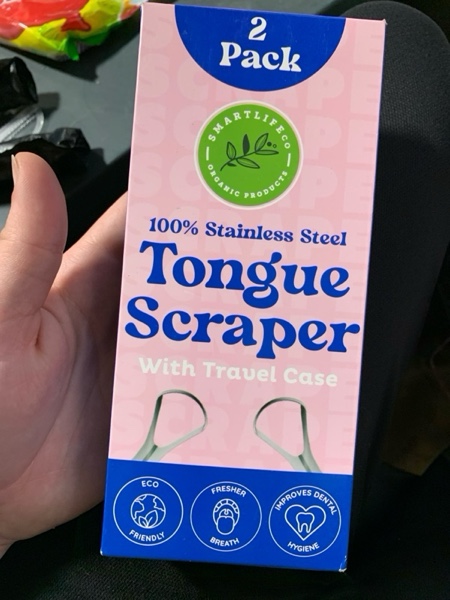 2
Pack
SMARTLIFECO
ORGANIC PRODUCTS
100% Stainless Steel
Tongue
Scraper
With Travel Case
ECO
FRIENDLY
FRESHER
BREATH
IMPROVES DENTAL
HYGIENE